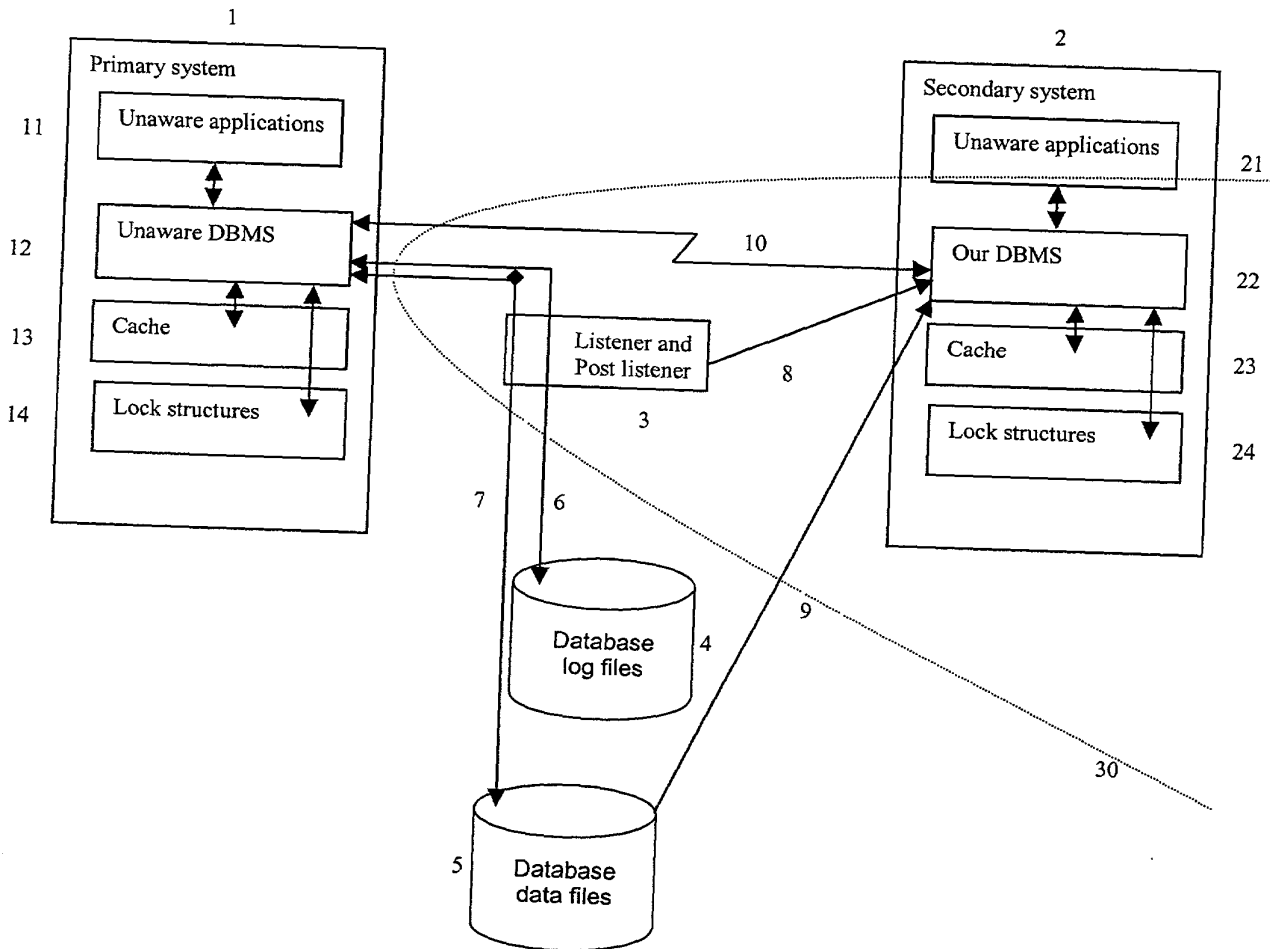 1
Primary system
11
Unaware applications
12
Unaware DBMS
13
Cache
14
Lock structures
2
Secondary system
Unaware applications
21
Our DBMS
22
Cache
23
Lock structures
24
10
Listener and
Post listener
8
3
7
6
Database
log files
4
9
30
5
Database
data files